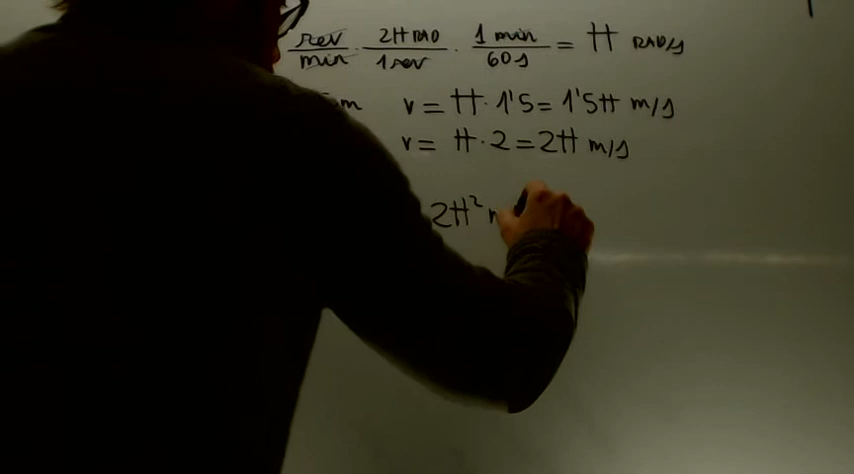 rev/min · 2π RAD/1 rev · 1 min/60 s = π RAD/s
m v = π · 1'5 = 1'5π m/s
v = π · 2 = 2π m/s
2π²